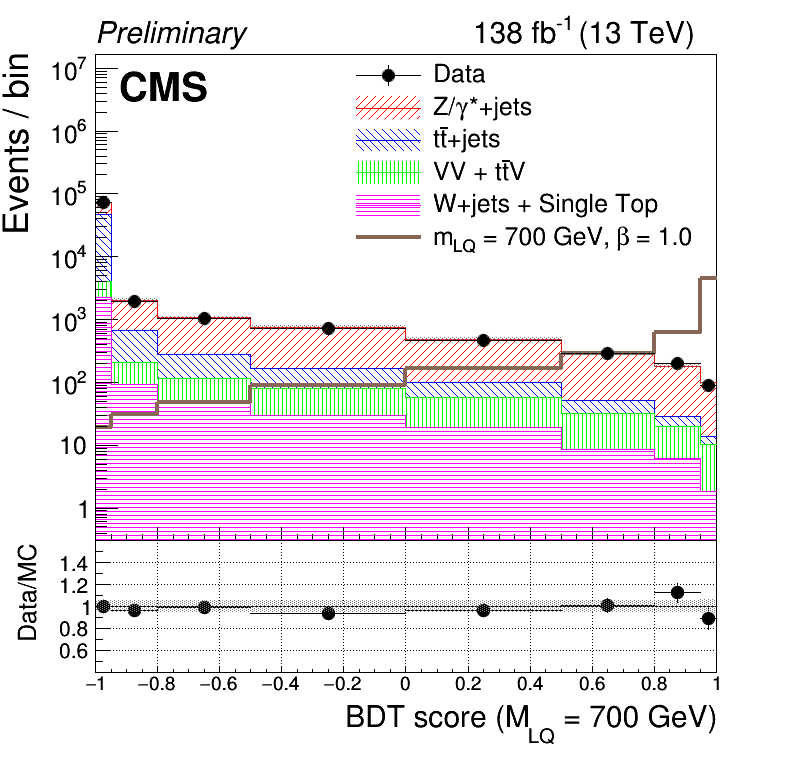 Preliminary 138 fb⁻¹ (13 TeV)
CMS
Events / bin
10⁷
10⁶
10⁵
10⁴
10³
10²
10
1
Data
Z/γ*+jets
tt̄+jets
VV + tt̄V
W+jets + Single Top
m_LQ = 700 GeV, β = 1.0
Data/MC
1.4
1.2
1
0.8
0.6
−1 −0.8 −0.6 −0.4 −0.2 0 0.2 0.4 0.6 0.8 1
BDT score (M_LQ = 700 GeV)